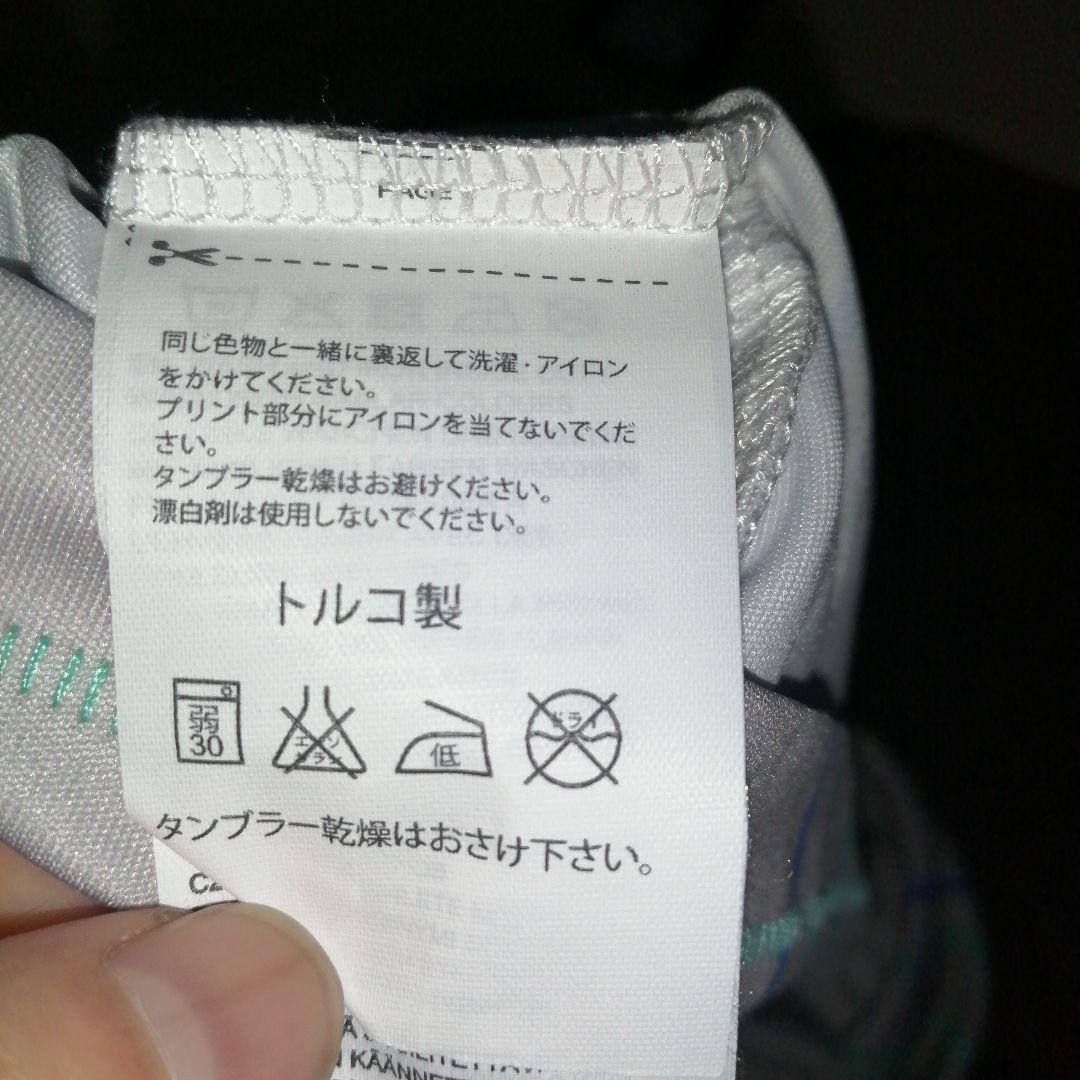 PAGE
同じ色物と一緒に裏返して洗濯・アイロン
をかけてください。
プリント部分にアイロンを当てないでくだ
さい。
タンブラー乾燥はお避けください。
漂白剤は使用しないでください。
トルコ製
弱
30
エンソ
サラシ
低
ドライ
タンブラー乾燥はおさけ下さい。
KÄÄNNE